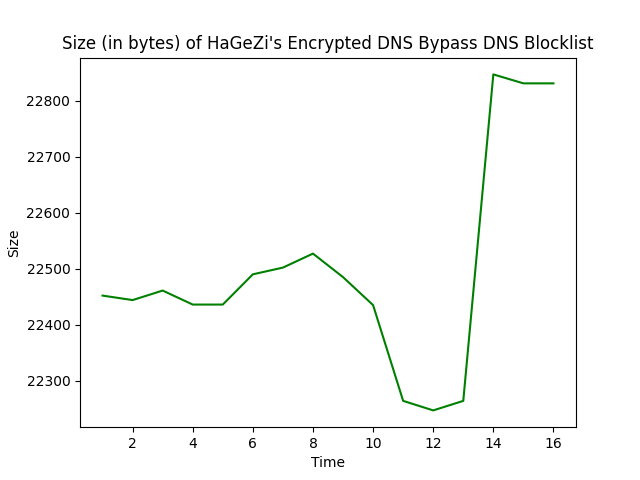 Size (in bytes) of HaGeZi's Encrypted DNS Bypass DNS Blocklist
22800
22700
22600
22500
22400
22300
Size
2 4 6 8 10 12 14 16
Time